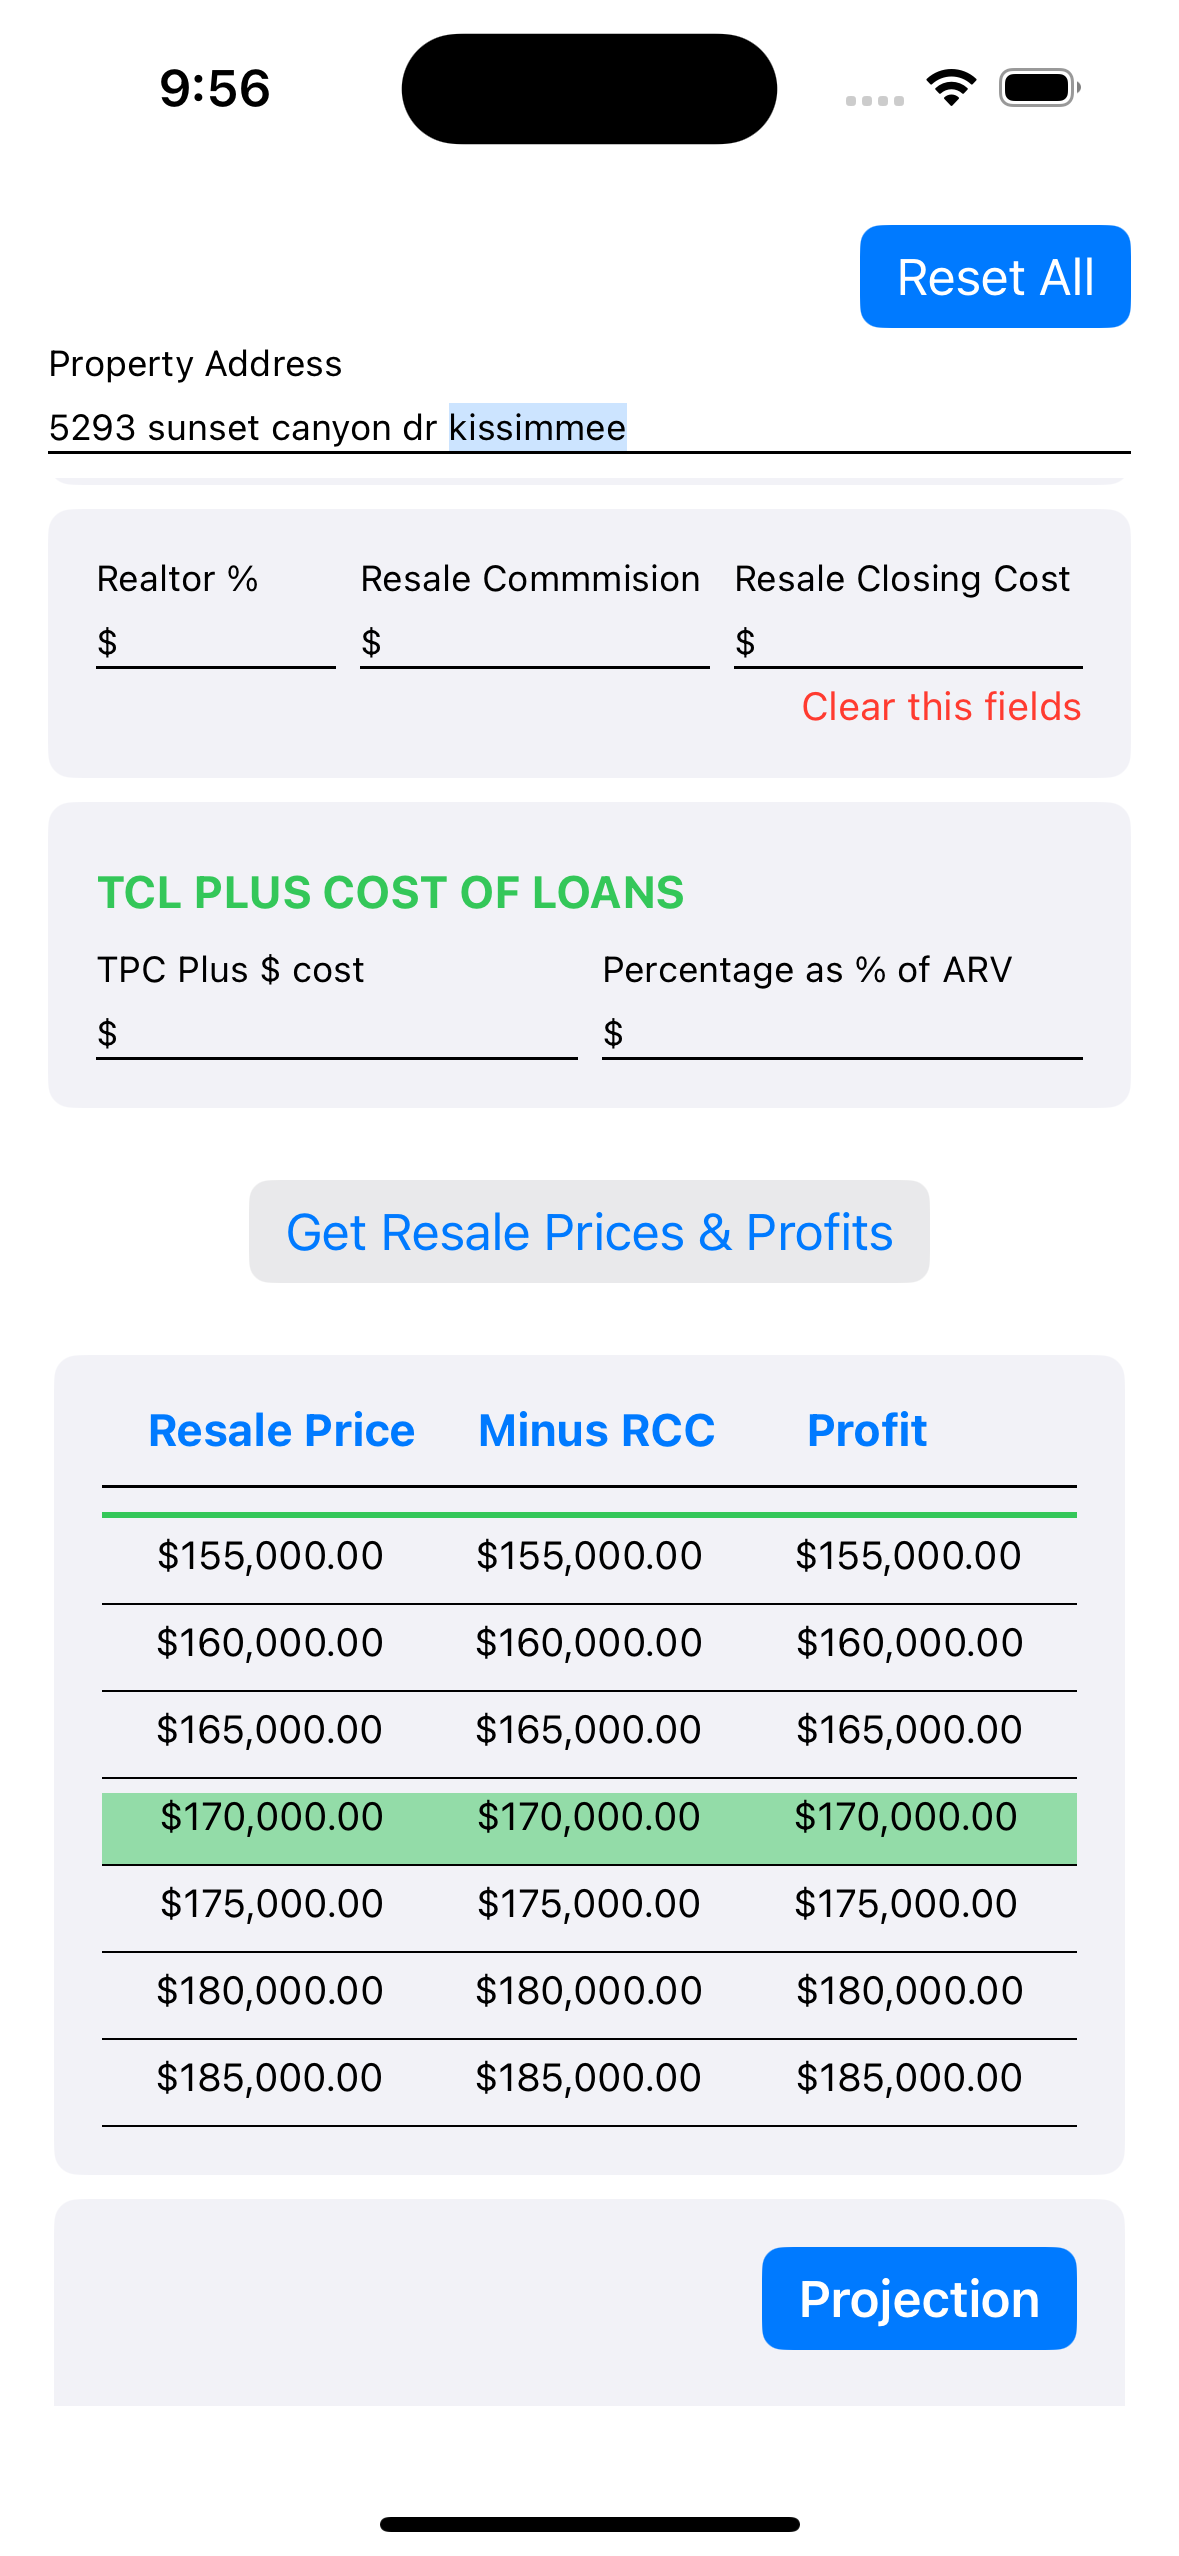 9:56
Reset All
Property Address
5293 sunset canyon dr kissimmee
Realtor % Resale Commmision Resale Closing Cost
$ $ $
Clear this fields
TCL PLUS COST OF LOANS
TPC Plus $ cost Percentage as % of ARV
$ $
Get Resale Prices & Profits
Resale Price Minus RCC Profit
$155,000.00 $155,000.00 $155,000.00
$160,000.00 $160,000.00 $160,000.00
$165,000.00 $165,000.00 $165,000.00
$170,000.00 $170,000.00 $170,000.00
$175,000.00 $175,000.00 $175,000.00
$180,000.00 $180,000.00 $180,000.00
$185,000.00 $185,000.00 $185,000.00
Projection